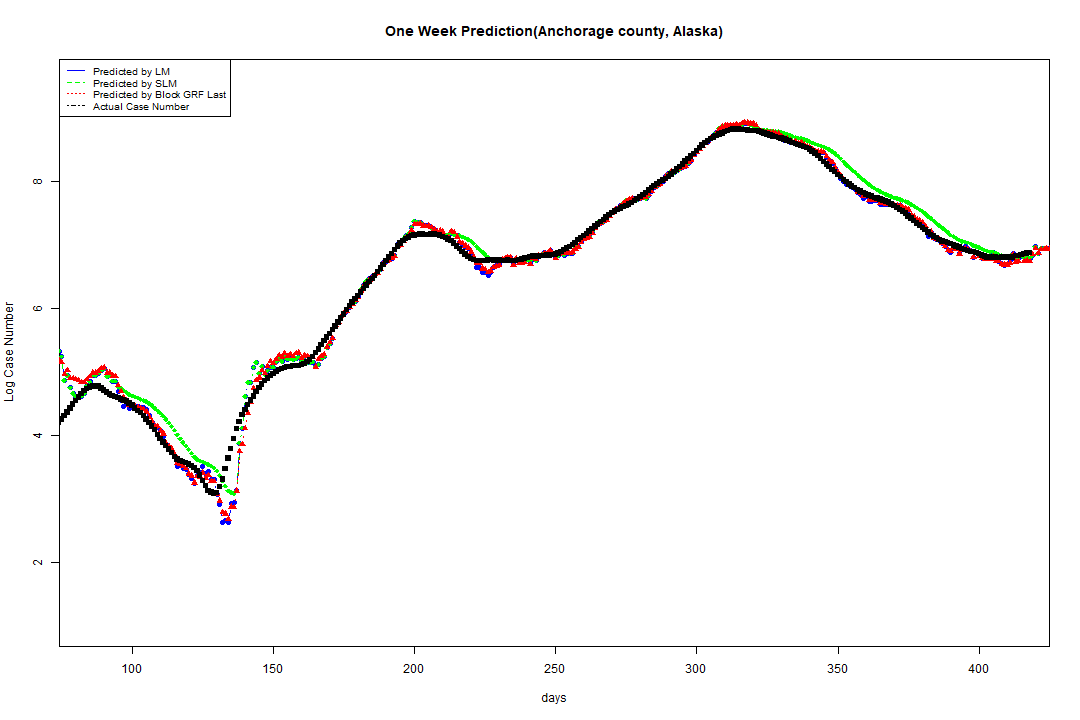 One Week Prediction(Anchorage county, Alaska)
Predicted by LM
Predicted by SLM
Predicted by Block GRF Last
Actual Case Number
Log Case Number
8
6
4
2
100 150 200 250 300 350 400
days